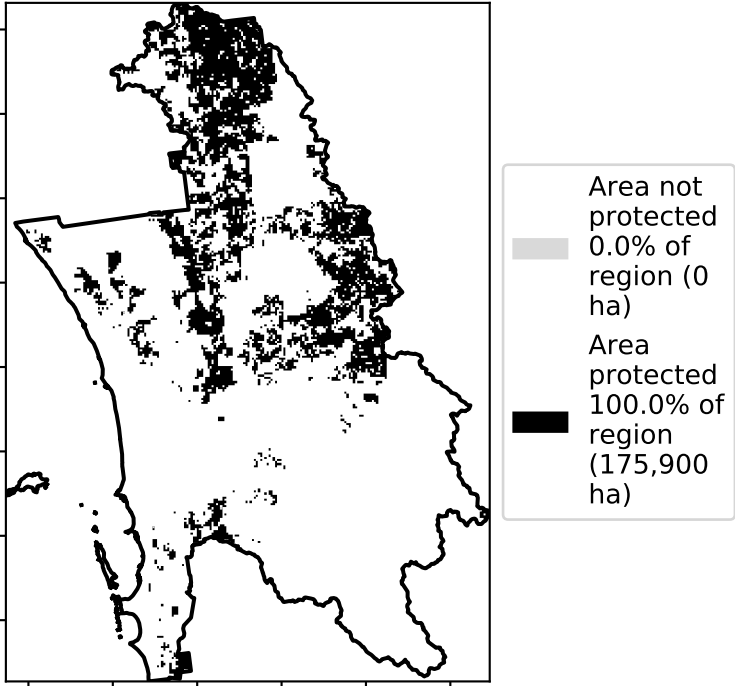 Area not
protected
0.0% of
region (0
ha)
Area
protected
100.0% of
region
(175,900
ha)